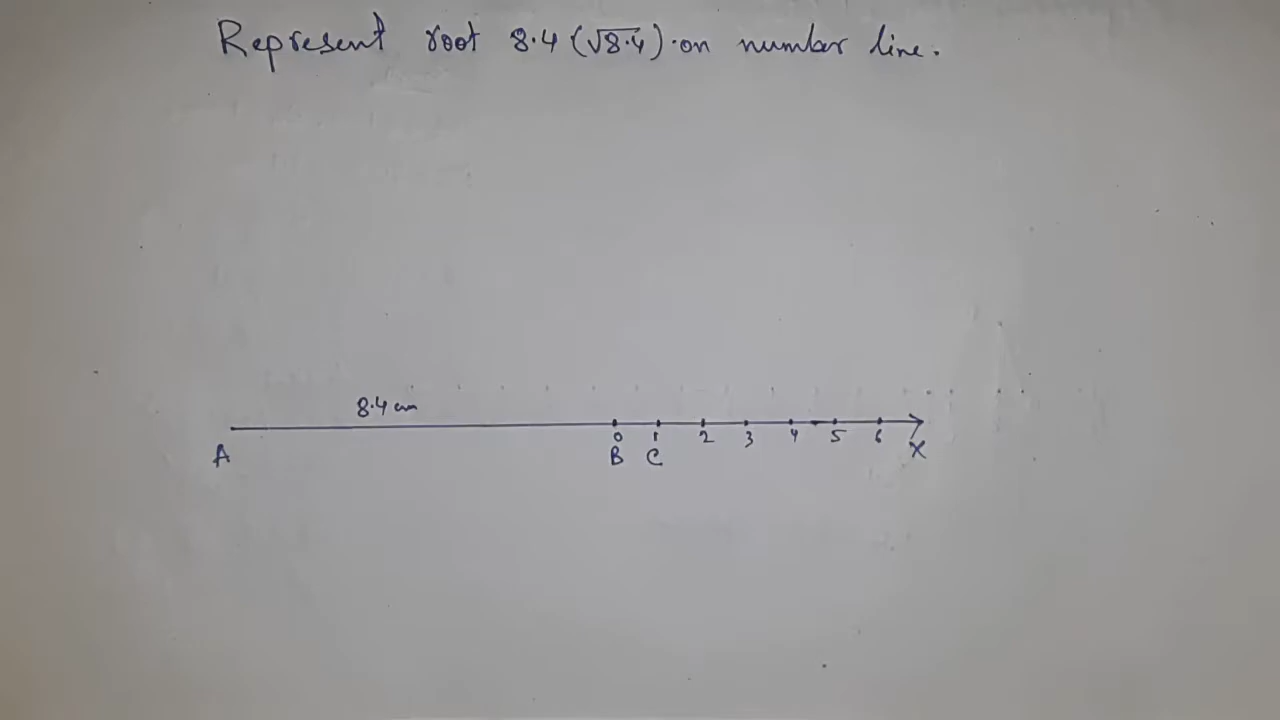 Represent root 8.4 (√8.4) on number line.
8.4 cm
0 1 2 3 4 5 6
A B C X